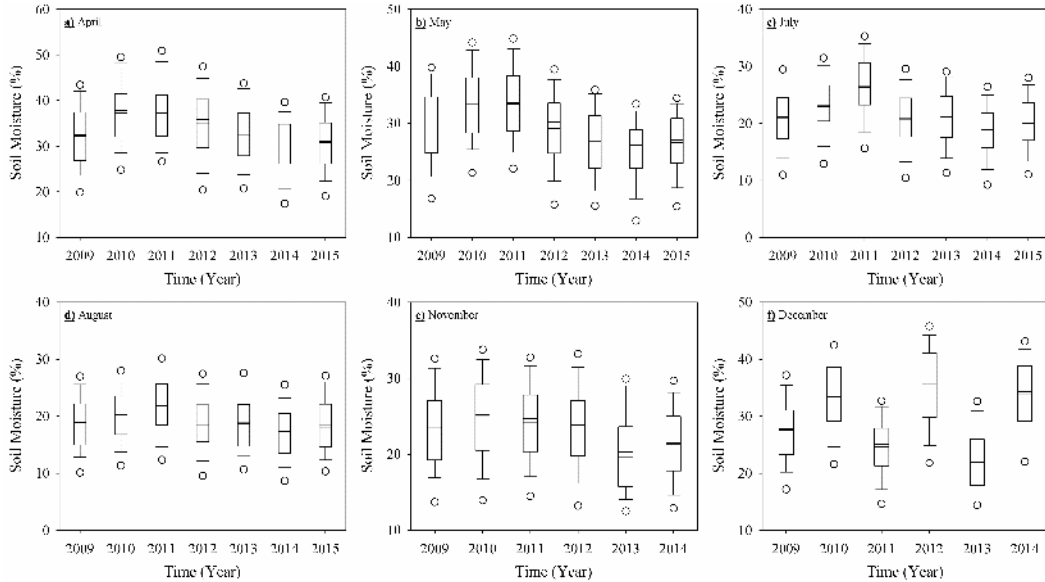 a) April
Soil Moisture (%)
60
50
40
30
20
10
2009 2010 2011 2012 2013 2014 2015
Time (Year)
b) May
Soil Moisture (%)
50
40
30
20
10
2009 2010 2011 2012 2013 2014 2015
Time (Year)
c) July
Soil Moisture (%)
40
30
20
10
0
2009 2010 2011 2012 2013 2014 2015
Time (Year)
d) August
Soil Moisture (%)
40
30
20
10
0
2009 2010 2011 2012 2013 2014 2015
Time (Year)
e) November
Soil Moisture (%)
40
30
20
10
2009 2010 2011 2012 2013 2014
Time (Year)
f) December
Soil Moisture (%)
50
40
30
20
10
2009 2010 2011 2012 2013 2014
Time (Year)